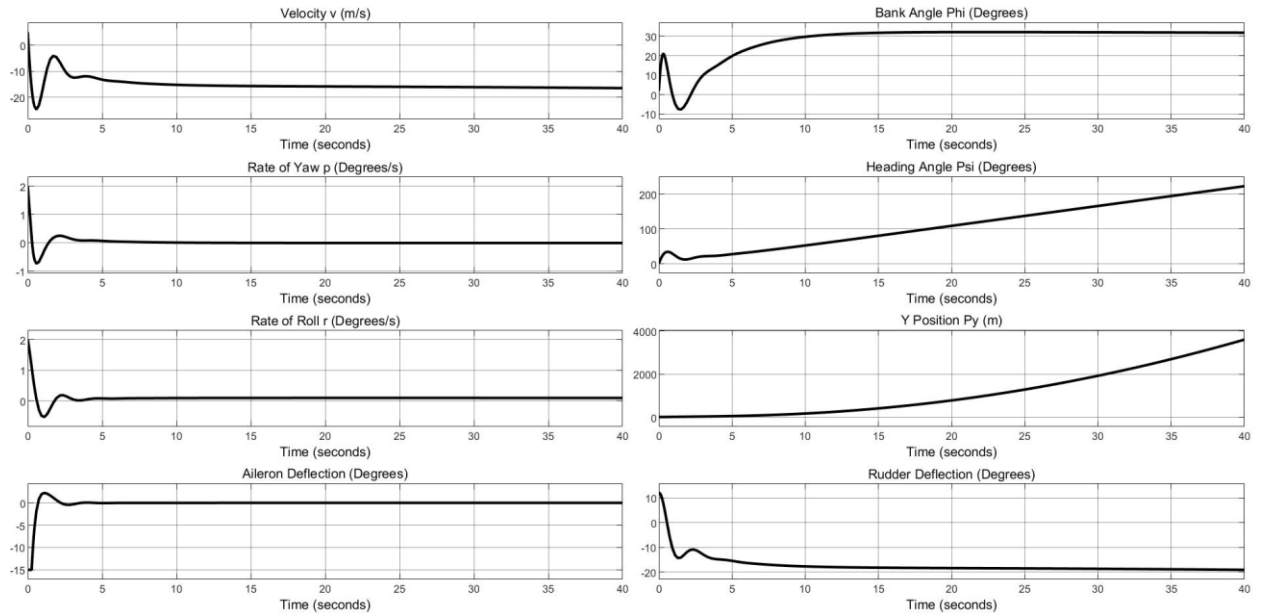 Velocity v (m/s)
0
-10
-20
0 5 10 15 20 25 30 35 40
Time (seconds)
Bank Angle Phi (Degrees)
30
20
10
0
-10
0 5 10 15 20 25 30 35 40
Time (seconds)
Rate of Yaw p (Degrees/s)
2
1
0
-1
0 5 10 15 20 25 30 35 40
Time (seconds)
Heading Angle Psi (Degrees)
200
100
0
0 5 10 15 20 25 30 35 40
Time (seconds)
Rate of Roll r (Degrees/s)
2
1
0
0 5 10 15 20 25 30 35 40
Time (seconds)
Y Position Py (m)
4000
2000
0
0 5 10 15 20 25 30 35 40
Time (seconds)
Aileron Deflection (Degrees)
0
-5
-10
-15
0 5 10 15 20 25 30 35 40
Time (seconds)
Rudder Deflection (Degrees)
10
0
-10
-20
0 5 10 15 20 25 30 35 40
Time (seconds)